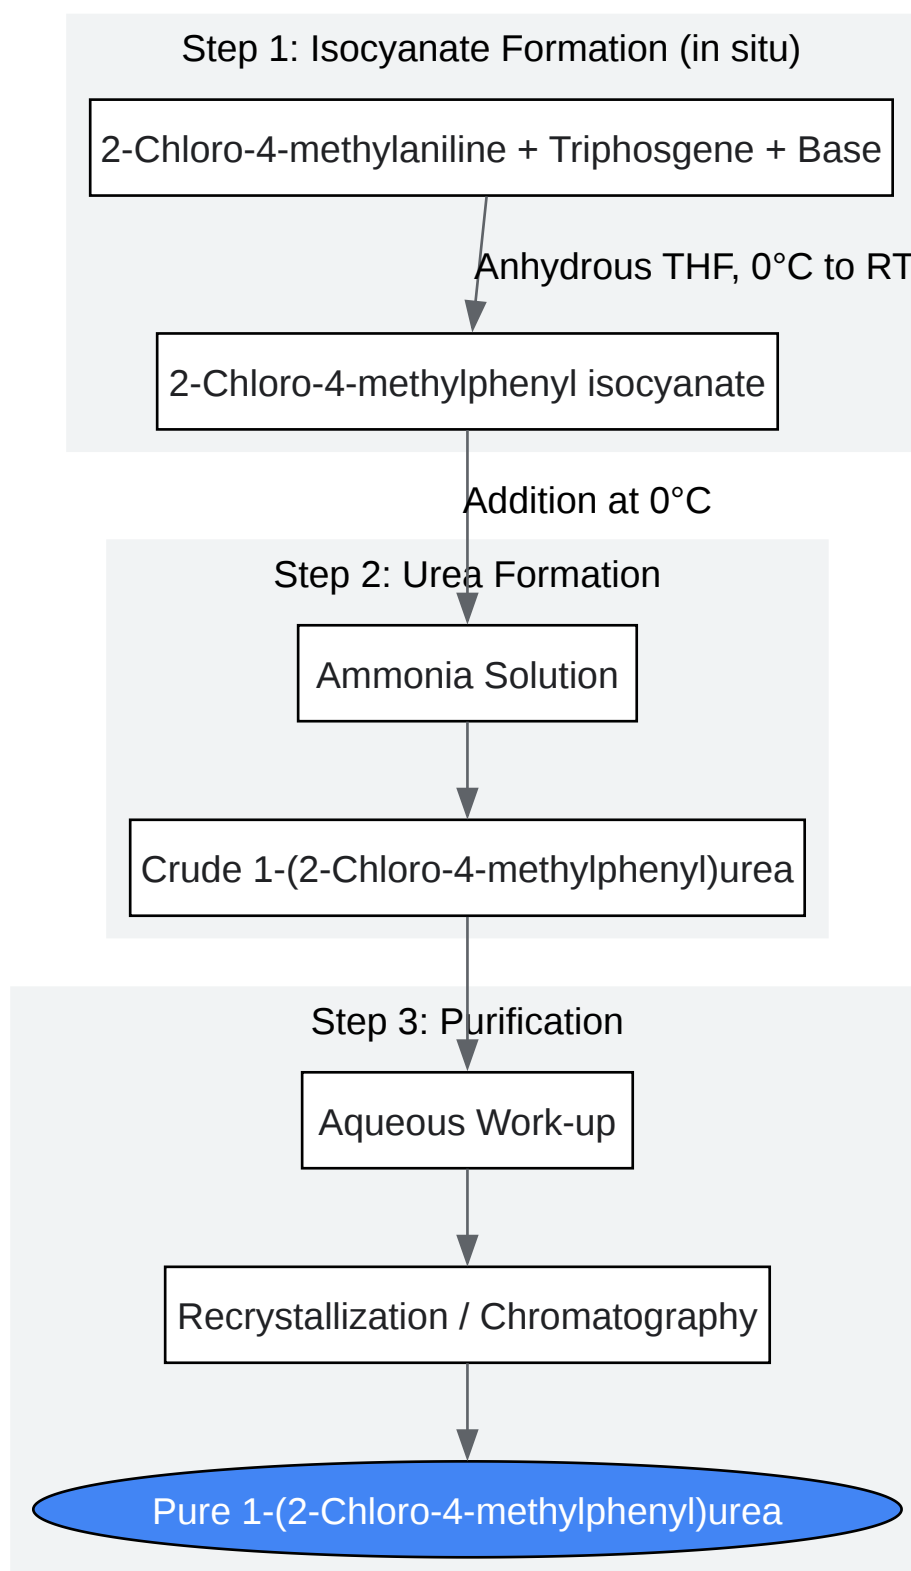 Step 1: Isocyanate Formation (in situ)
2-Chloro-4-methylaniline + Triphosgene + Base
Anhydrous THF, 0°C to RT
2-Chloro-4-methylphenyl isocyanate
Addition at 0°C
Step 2: Urea Formation
Ammonia Solution
Crude 1-(2-Chloro-4-methylphenyl)urea
Step 3: Purification
Aqueous Work-up
Recrystallization / Chromatography
Pure 1-(2-Chloro-4-methylphenyl)urea